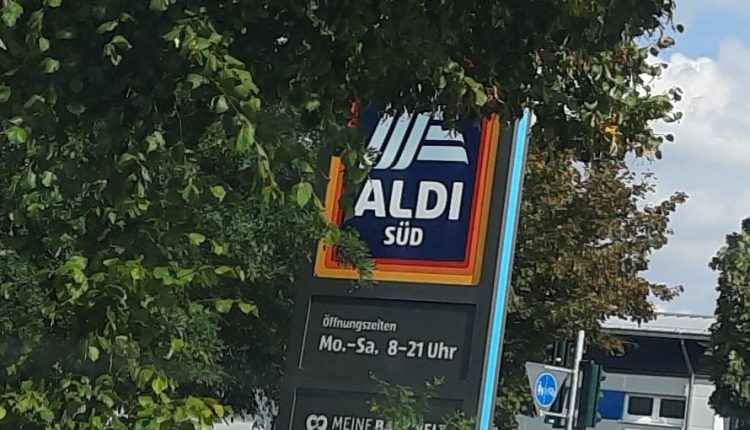 ALDI
SÜD
Öffnungszeiten
Mo.–Sa. 8–21 Uhr
MEINE